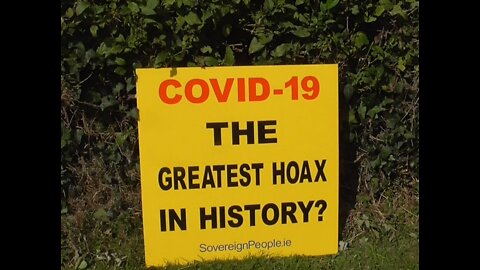 COVID-19
THE
GREATEST HOAX
IN HISTORY?
SovereignPeople.ie